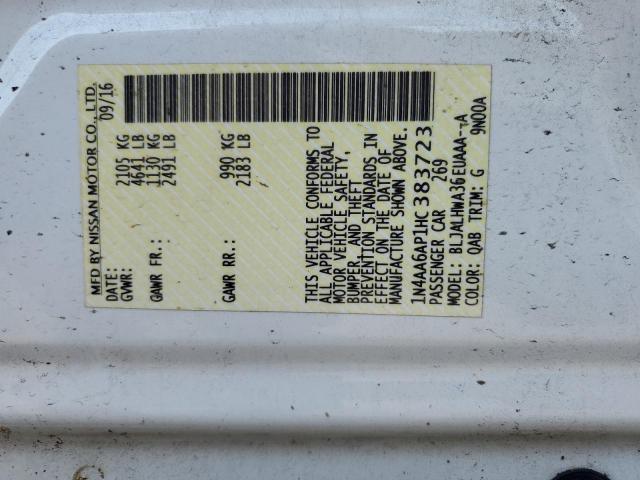 MFD BY NISSAN MOTOR CO., LTD.
DATE: 09/16
GVWR: 2105 KG
4641 LB
GAWR FR.: 1130 KG
2491 LB
GAWR RR.: 990 KG
2183 LB
THIS VEHICLE CONFORMS TO
ALL APPLICABLE FEDERAL
MOTOR VEHICLE SAFETY,
BUMPER, AND THEFT
PREVENTION STANDARDS IN
EFFECT ON THE DATE OF
MANUFACTURE SHOWN ABOVE.
1N4AA6AP1HC383723
PASSENGER CAR 269
MODEL: BLJALHWA36EUAAA--A
COLOR: QAB TRIM: G 9N00A